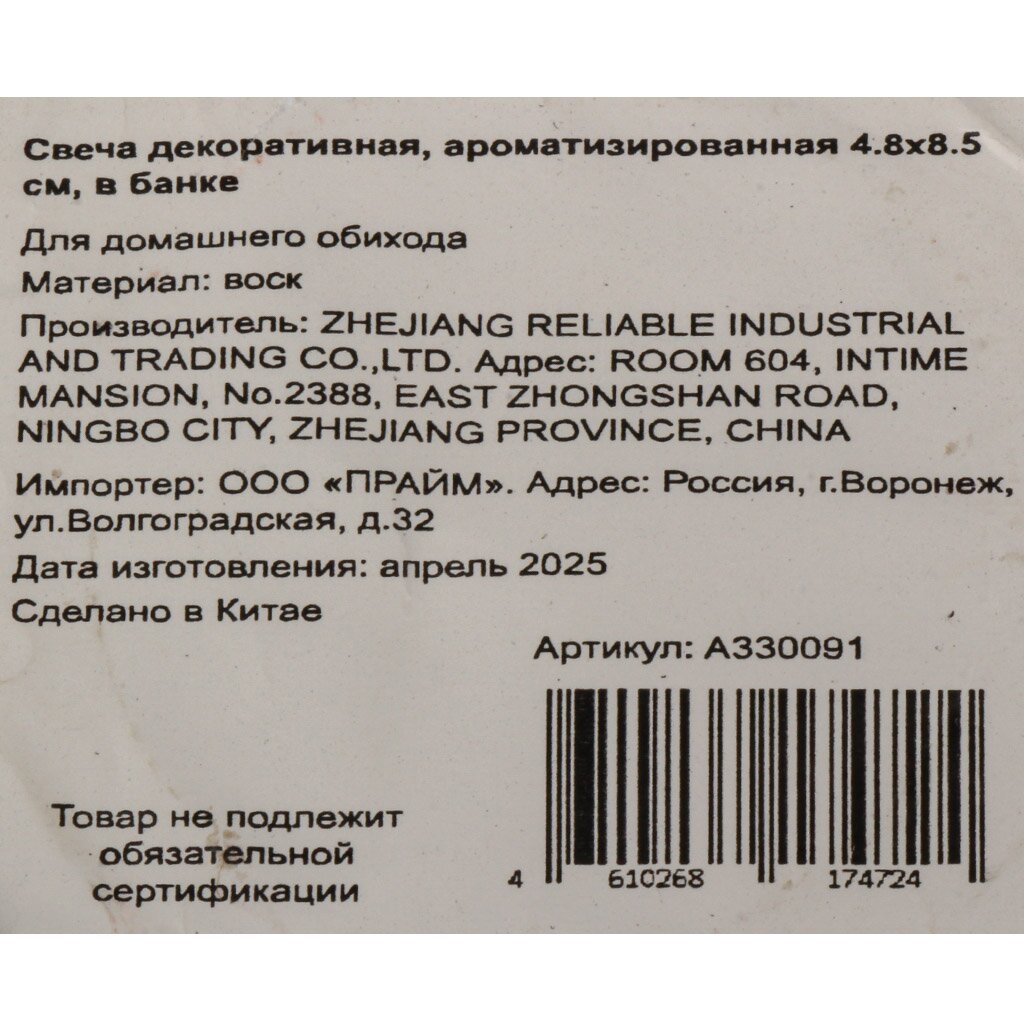 Свеча декоративная, ароматизированная 4.8x8.5
см, в банке
Для домашнего обихода
Материал: воск
Производитель: ZHEJIANG RELIABLE INDUSTRIAL
AND TRADING CO.,LTD. Адрес: ROOM 604, INTIME
MANSION, No.2388, EAST ZHONGSHAN ROAD,
NINGBO CITY, ZHEJIANG PROVINCE, CHINA
Импортер: ООО «ПРАЙМ». Адрес: Россия, г.Воронеж,
ул.Волгоградская, д.32
Дата изготовления: апрель 2025
Сделано в Китае
Артикул: A330091
Товар не подлежит
обязательной
сертификации
4 610268 174724